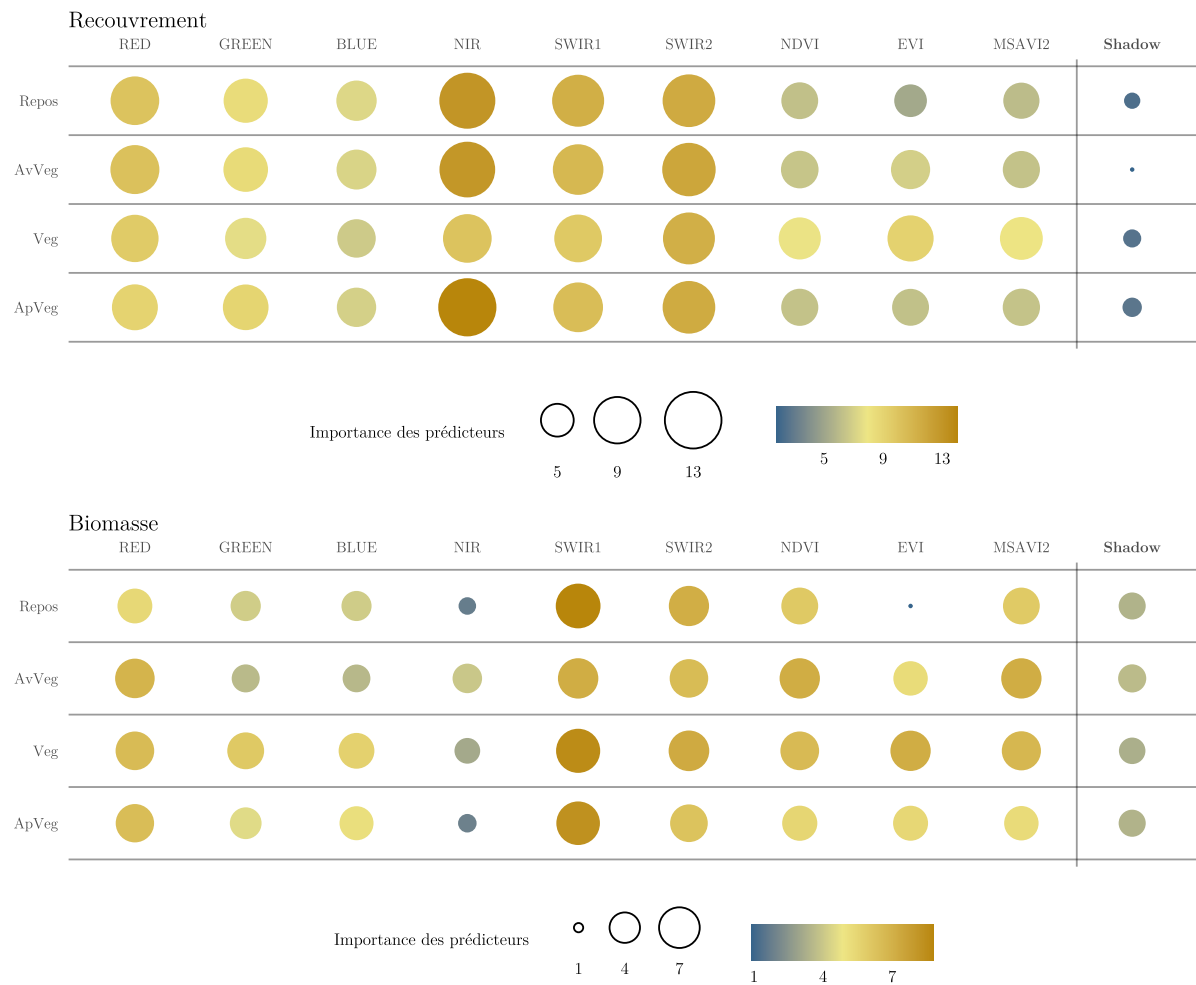 Recouvrement
RED GREEN BLUE NIR SWIR1 SWIR2 NDVI EVI MSAVI2 Shadow
Repos
AvVeg
Veg
ApVeg
Importance des prédicteurs
5 9 13
5 9 13
Biomasse
RED GREEN BLUE NIR SWIR1 SWIR2 NDVI EVI MSAVI2 Shadow
Repos
AvVeg
Veg
ApVeg
Importance des prédicteurs
1 4 7
1 4 7